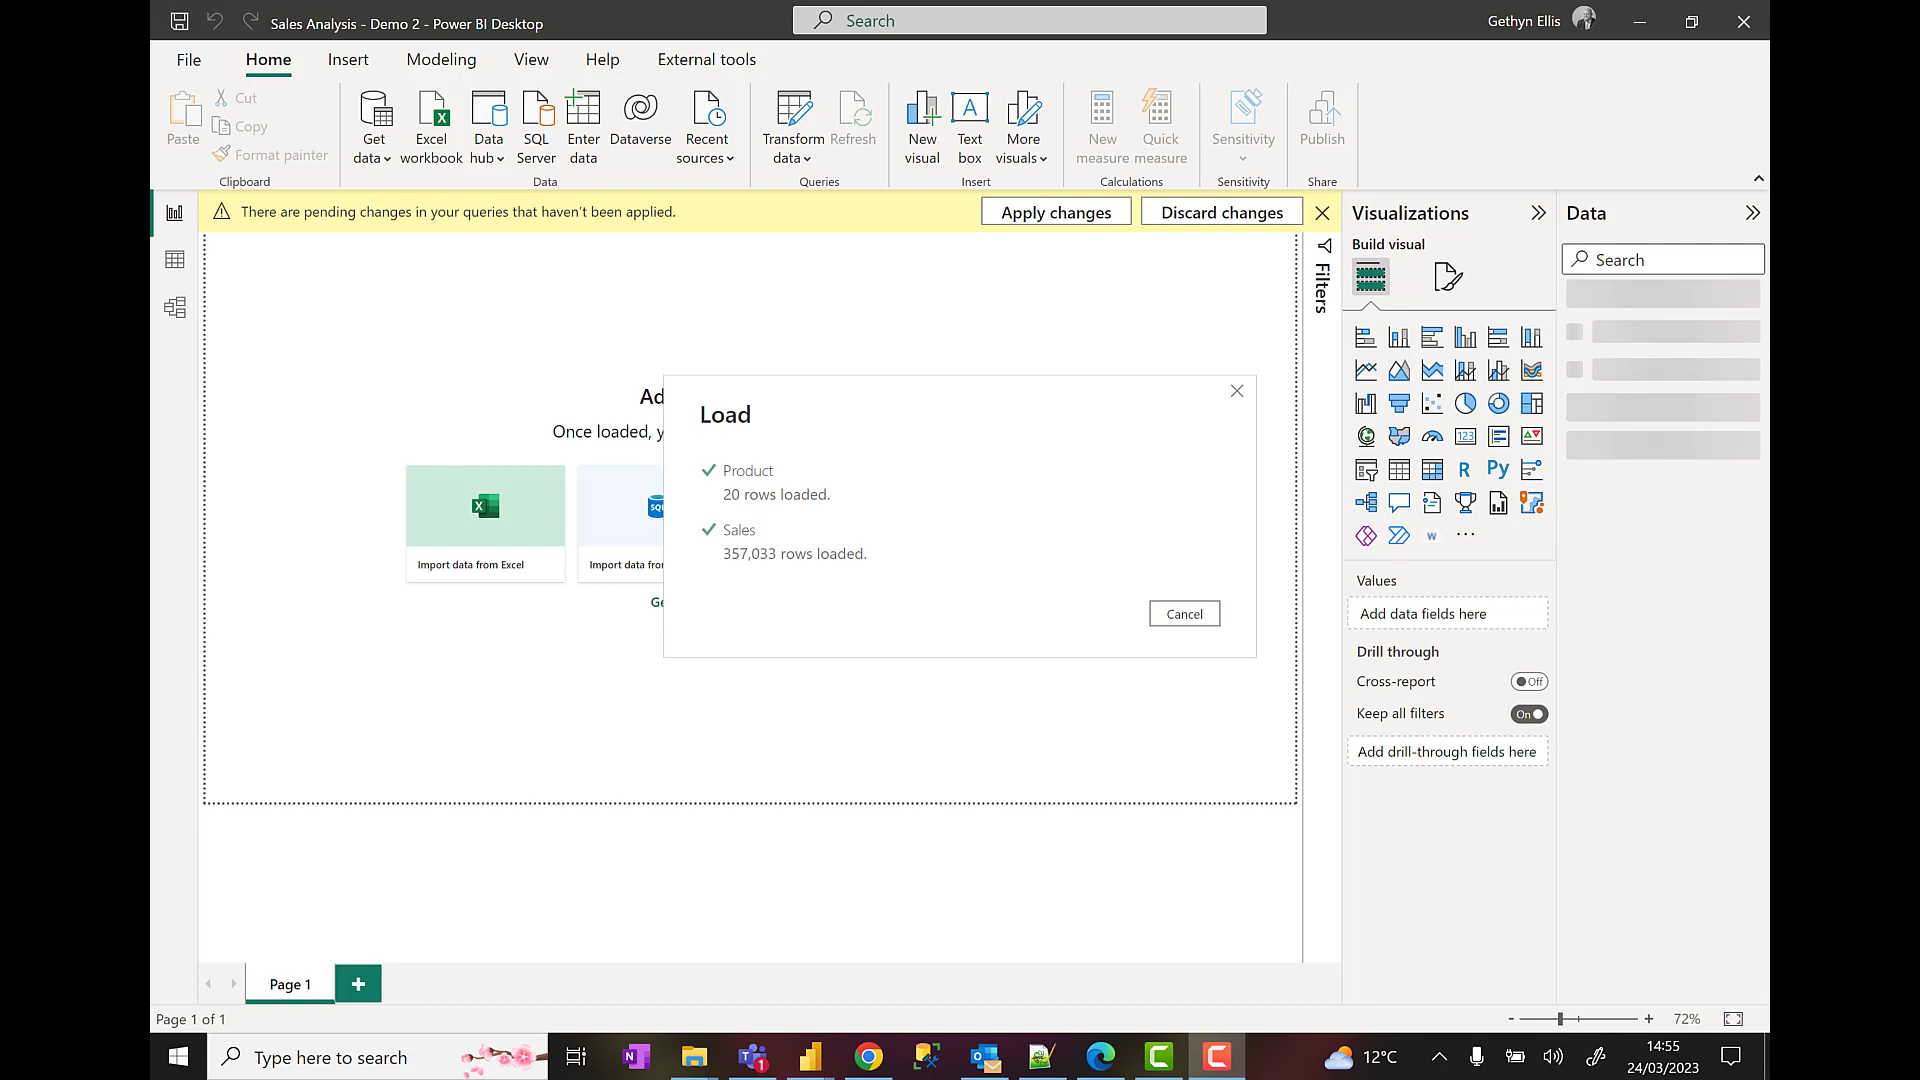 Sales Analysis - Demo 2 - Power BI Desktop
Search
Gethyn Ellis
File
Home
Insert
Modeling
View
Help
External tools
Paste
Cut
Copy
Format painter
Clipboard
Get data
Excel workbook
Data hub
SQL Server
Enter data
Dataverse
Recent sources
Data
Transform data
Refresh
Queries
New visual
Text box
More visuals
Insert
New measure
Quick measure
Calculations
Sensitivity
Sensitivity
Publish
Share
There are pending changes in your queries that haven't been applied.
Apply changes
Discard changes
Filters
Visualizations
Build visual
Data
Search
Ad
Once loaded, y
Import data from Excel
SQL
Import data fro
Ge
Load
Product
20 rows loaded.
Sales
357,033 rows loaded.
Cancel
123
R
Py
W
Values
Add data fields here
Drill through
Cross-report
Off
Keep all filters
On
Add drill-through fields here
Page 1
Page 1 of 1
- + 72%
Type here to search
12°C
14:55
24/03/2023